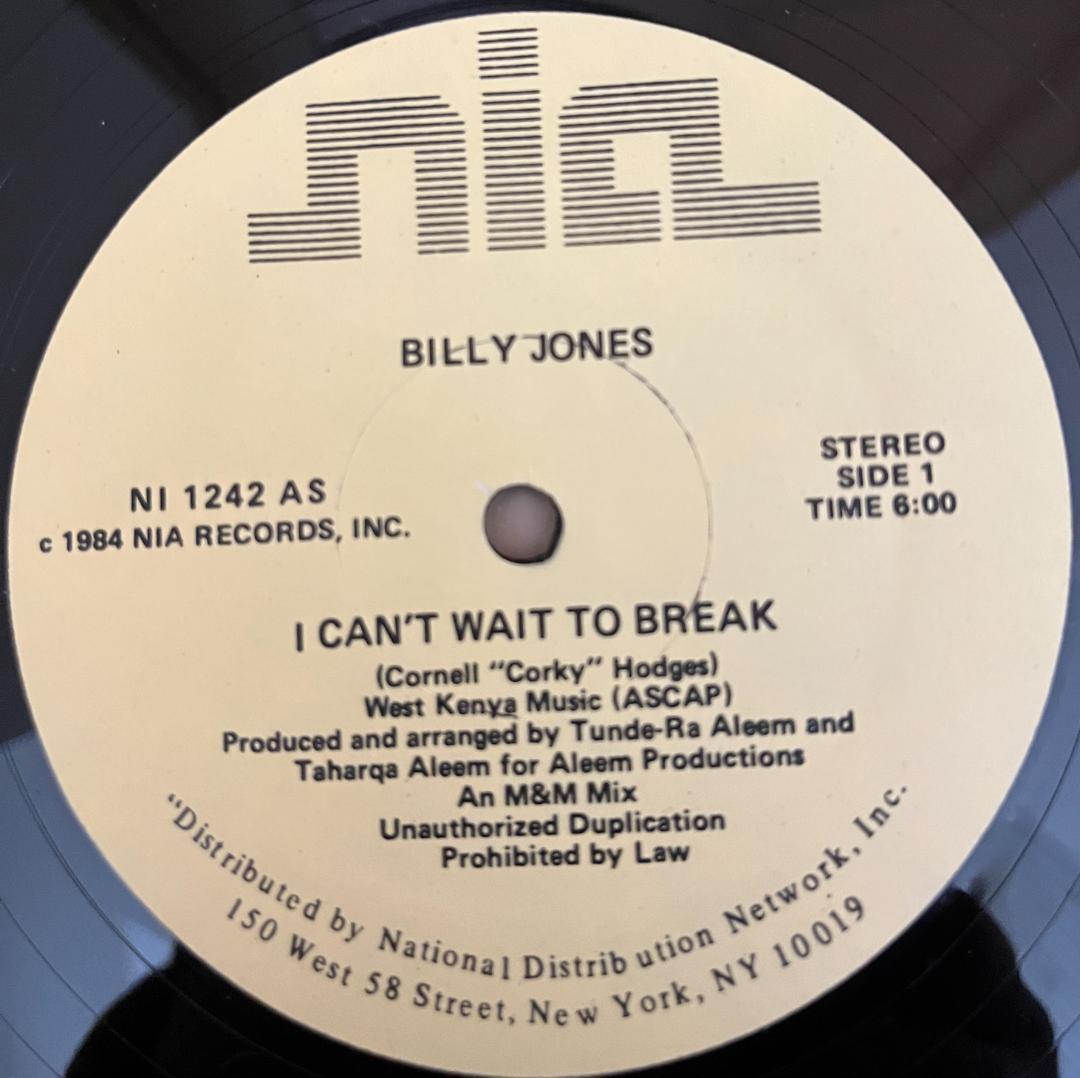 nia
BILLY JONES
STEREO
SIDE 1
TIME 6:00
NI 1242 AS
c 1984 NIA RECORDS, INC.
I CAN'T WAIT TO BREAK
(Cornell "Corky" Hodges)
West Kenya Music (ASCAP)
Produced and arranged by Tunde-Ra Aleem and
Taharqa Aleem for Aleem Productions
An M&M Mix
Unauthorized Duplication
Prohibited by Law
"Distributed by National Distribution Network, Inc.
150 West 58 Street, New York, NY 10019